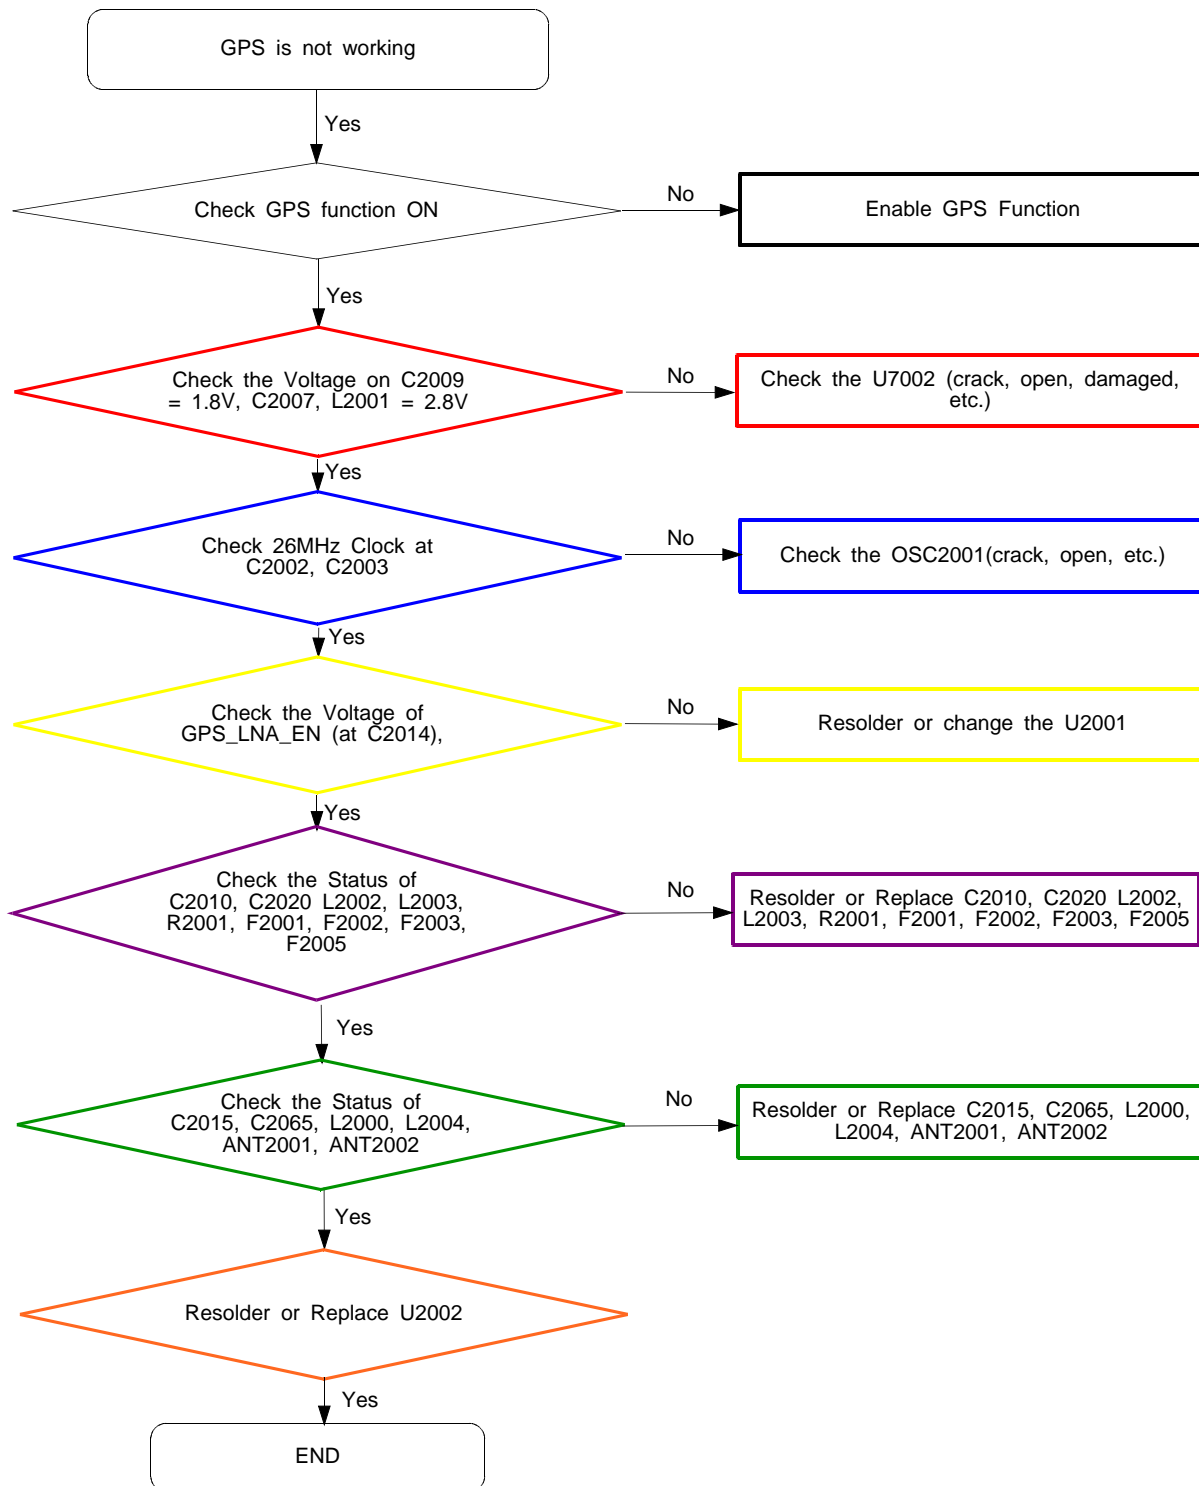 GPS is not working
Yes
Check GPS function ON
No
Enable GPS Function
Yes
Check the Voltage on C2009
= 1.8V, C2007, L2001 = 2.8V
No
Check the U7002 (crack, open, damaged,
etc.)
Yes
Check 26MHz Clock at
C2002, C2003
No
Check the OSC2001(crack, open, etc.)
Yes
Check the Voltage of
GPS_LNA_EN (at C2014),
No
Resolder or change the U2001
Yes
Check the Status of
C2010, C2020 L2002, L2003,
R2001, F2001, F2002, F2003,
F2005
No
Resolder or Replace C2010, C2020 L2002,
L2003, R2001, F2001, F2002, F2003, F2005
Yes
Check the Status of
C2015, C2065, L2000, L2004,
ANT2001, ANT2002
No
Resolder or Replace C2015, C2065, L2000,
L2004, ANT2001, ANT2002
Yes
Resolder or Replace U2002
Yes
END